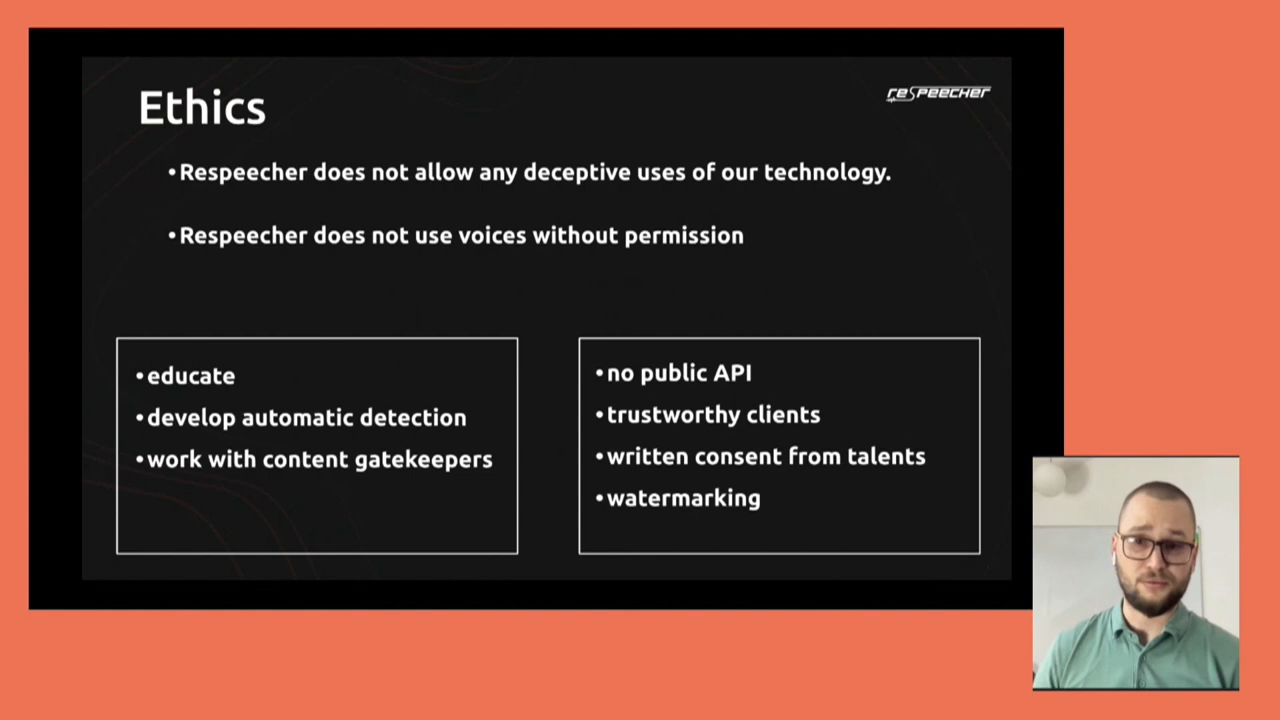 Ethics
reSpeecher
•Respeecher does not allow any deceptive uses of our technology.
•Respeecher does not use voices without permission
•educate
•develop automatic detection
•work with content gatekeepers
•no public API
•trustworthy clients
•written consent from talents
•watermarking